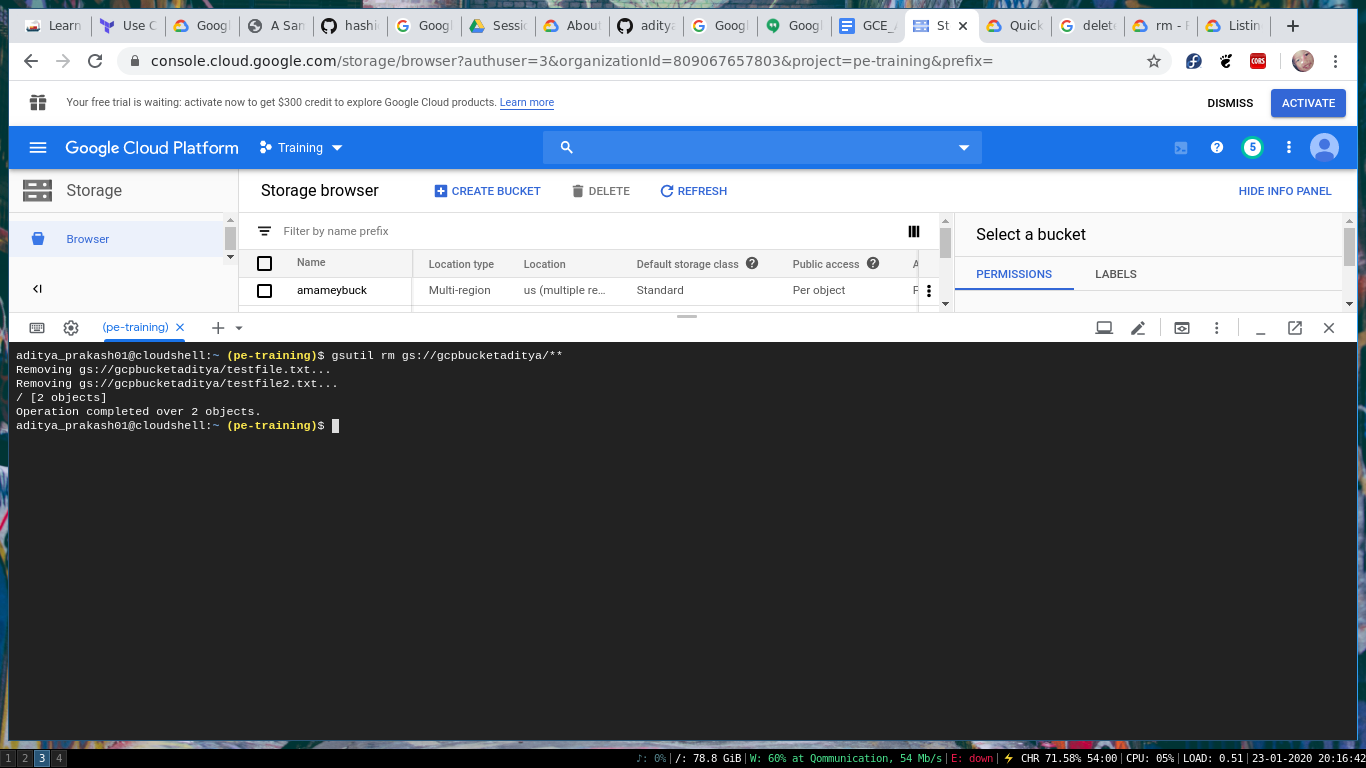 Learn
Use C
Googl
A San
hashi
Googl
Sessic
About
aditya
Googl
Googl
GCE_
St
Quick
delet
rm - F
Listin
console.cloud.google.com/storage/browser?authuser=3&organizationId=809067657803&project=pe-training&prefix=
CORS
Your free trial is waiting: activate now to get $300 credit to explore Google Cloud products. Learn more
DISMISS
ACTIVATE
Google Cloud Platform
Training
5
Storage
Storage browser
CREATE BUCKET
DELETE
REFRESH
HIDE INFO PANEL
Browser
Filter by name prefix
Select a bucket
PERMISSIONS
LABELS
Name
Location type
Location
Default storage class
Public access
A
amameybuck
Multi-region
us (multiple re...
Standard
Per object
(pe-training)
aditya_prakash01@cloudshell:~ (pe-training)$ gsutil rm gs://gcpbucketaditya/**
Removing gs://gcpbucketaditya/testfile.txt...
Removing gs://gcpbucketaditya/testfile2.txt...
/ [2 objects]
Operation completed over 2 objects.
aditya_prakash01@cloudshell:~ (pe-training)$
1 2 3 4
♪: 0%|/: 78.8 GiB|W: 60% at Qommunication, 54 Mb/s|E: down|⚡ CHR 71.58% 54:00|CPU: 05%|LOAD: 0.51|23-01-2020 20:16:42